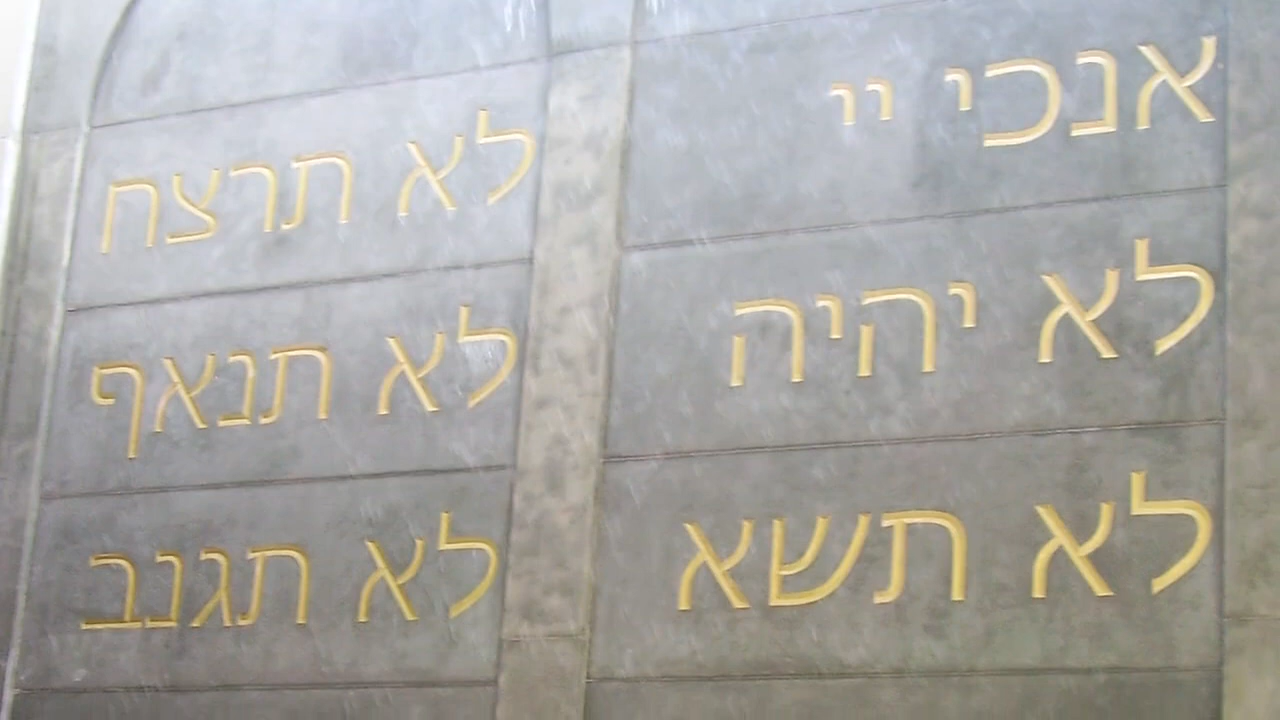 אנכי יי
לא יהיה
לא תשא
לא תרצח
לא תנאף
לא תגנב